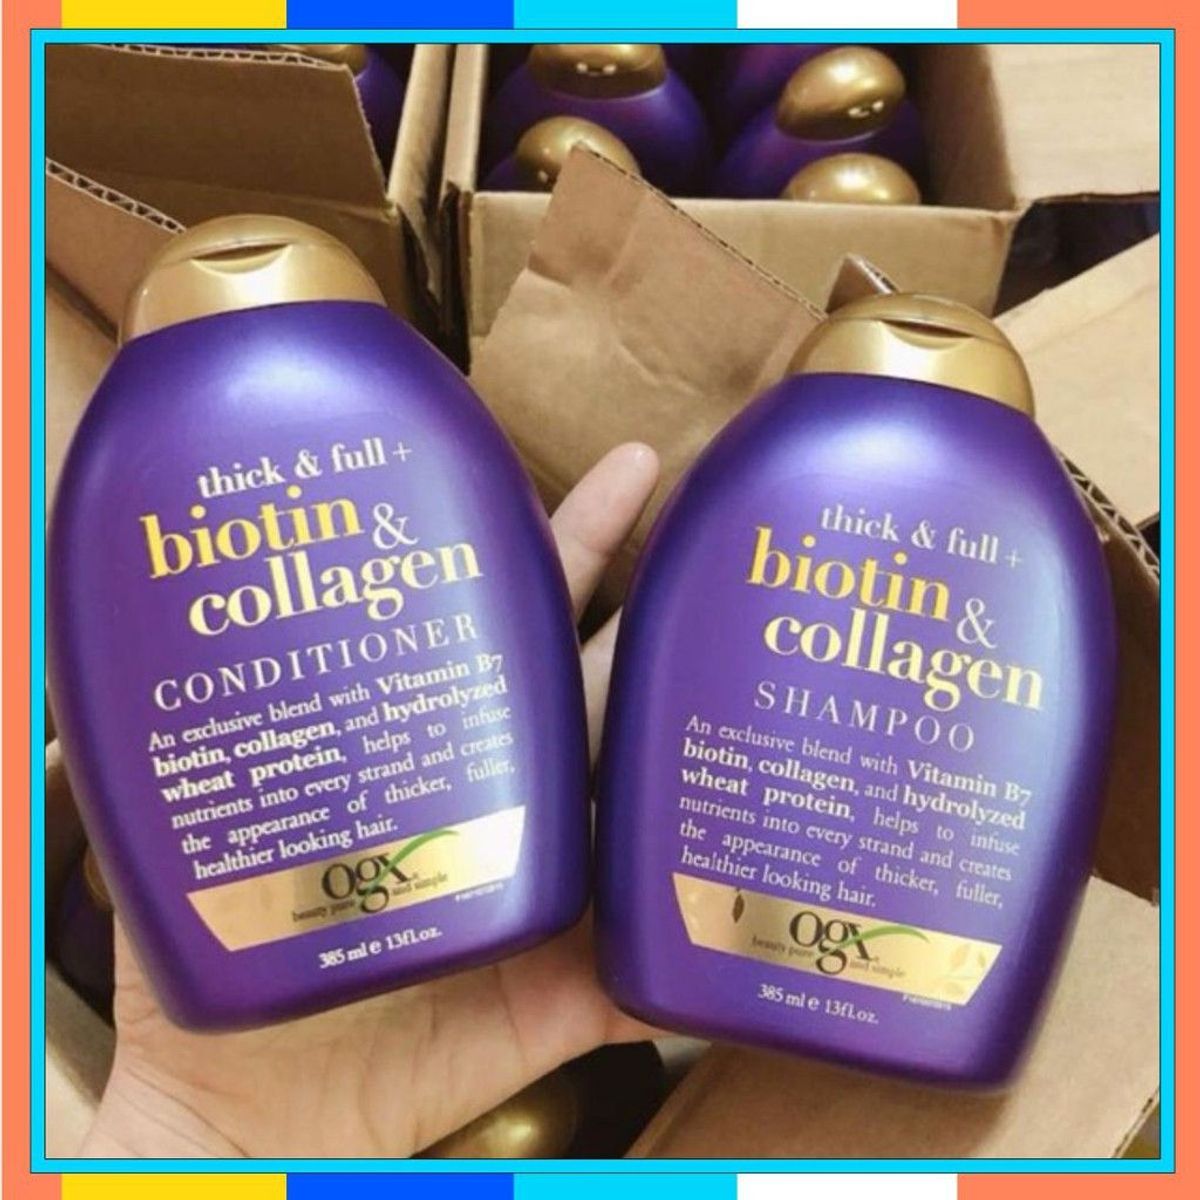 thick & full +
biotin &
collagen
CONDITIONER
An exclusive blend with Vitamin B7
biotin, collagen, and hydrolyzed
wheat protein, helps to infuse
nutrients into every strand and creates
the appearance of thicker, fuller,
healthier looking hair.
ogx
beauty pure and simple
385 ml e 13fl.oz.
thick & full +
biotin &
collagen
SHAMPOO
An exclusive blend with Vitamin B7
biotin, collagen, and hydrolyzed
wheat protein, helps to infuse
nutrients into every strand and creates
the appearance of thicker, fuller,
healthier looking hair.
ogx
beauty pure and simple
385 ml e 13fl.oz.